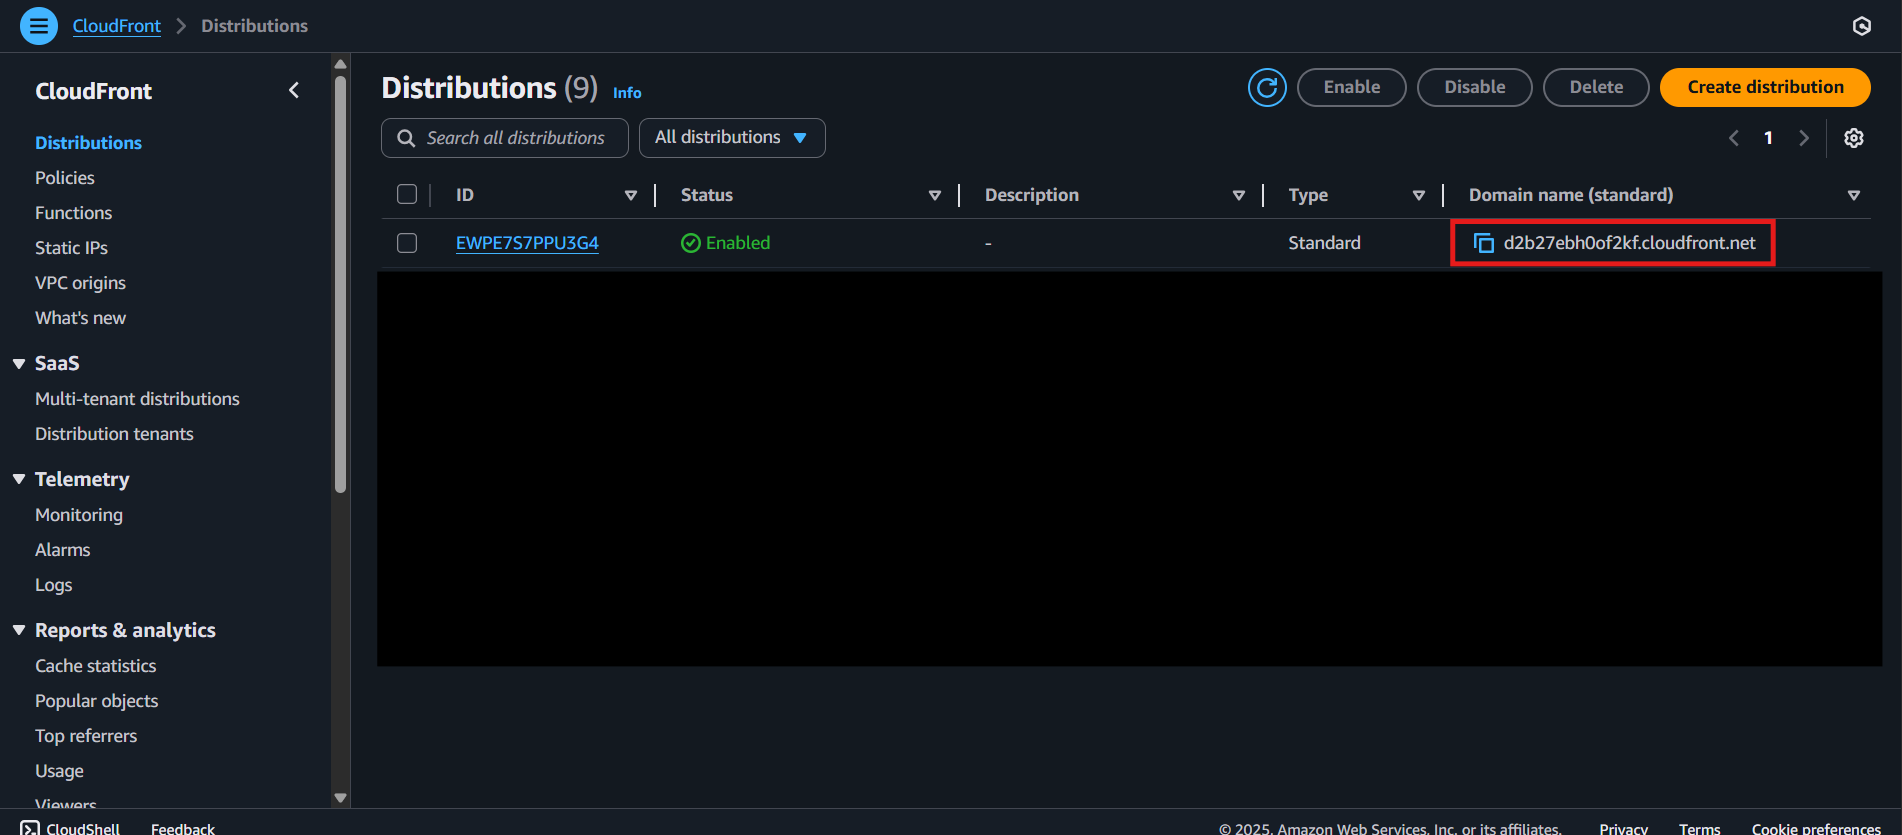 CloudFront > Distributions
CloudFront
Distributions
Policies
Functions
Static IPs
VPC origins
What's new
SaaS
Multi-tenant distributions
Distribution tenants
Telemetry
Monitoring
Alarms
Logs
Reports & analytics
Cache statistics
Popular objects
Top referrers
Usage
Viewers
Distributions (9) Info
Enable Disable Delete Create distribution
Search all distributions All distributions
1
ID Status Description Type Domain name (standard)
EWPE7S7PPU3G4 Enabled - Standard d2b27ebh0of2kf.cloudfront.net
CloudShell Feedback © 2025, Amazon Web Services, Inc. or its affiliates. Privacy Terms Cookie preferences